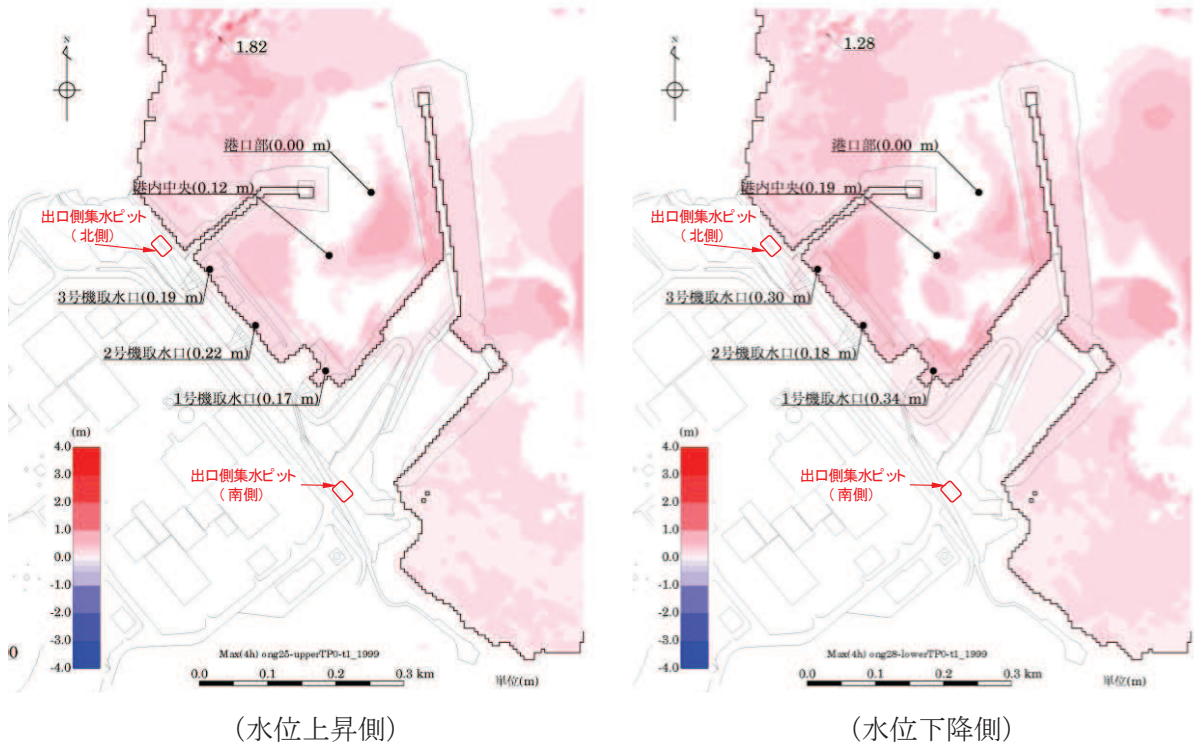 1.82
N
港口部(0.00 m)
港内中央(0.12 m)
出口側集水ピット
(北側)
3号機取水口(0.19 m)
2号機取水口(0.22 m)
1号機取水口(0.17 m)
(m)
4.0
3.0
2.0
1.0
0.0
-1.0
-2.0
-3.0
-4.0
出口側集水ピット
(南側)
Max(4h) ong25-upperTP0-t1_1999
0.0 0.1 0.2 0.3 km
単位(m)
(水位上昇側)
1.28
N
港口部(0.00 m)
港内中央(0.19 m)
出口側集水ピット
(北側)
3号機取水口(0.30 m)
2号機取水口(0.18 m)
1号機取水口(0.34 m)
(m)
4.0
3.0
2.0
1.0
0.0
-1.0
-2.0
-3.0
-4.0
出口側集水ピット
(南側)
Max(4h) ong28-lowerTP0-t1_1999
0.0 0.1 0.2 0.3 km
単位(m)
(水位下降側)